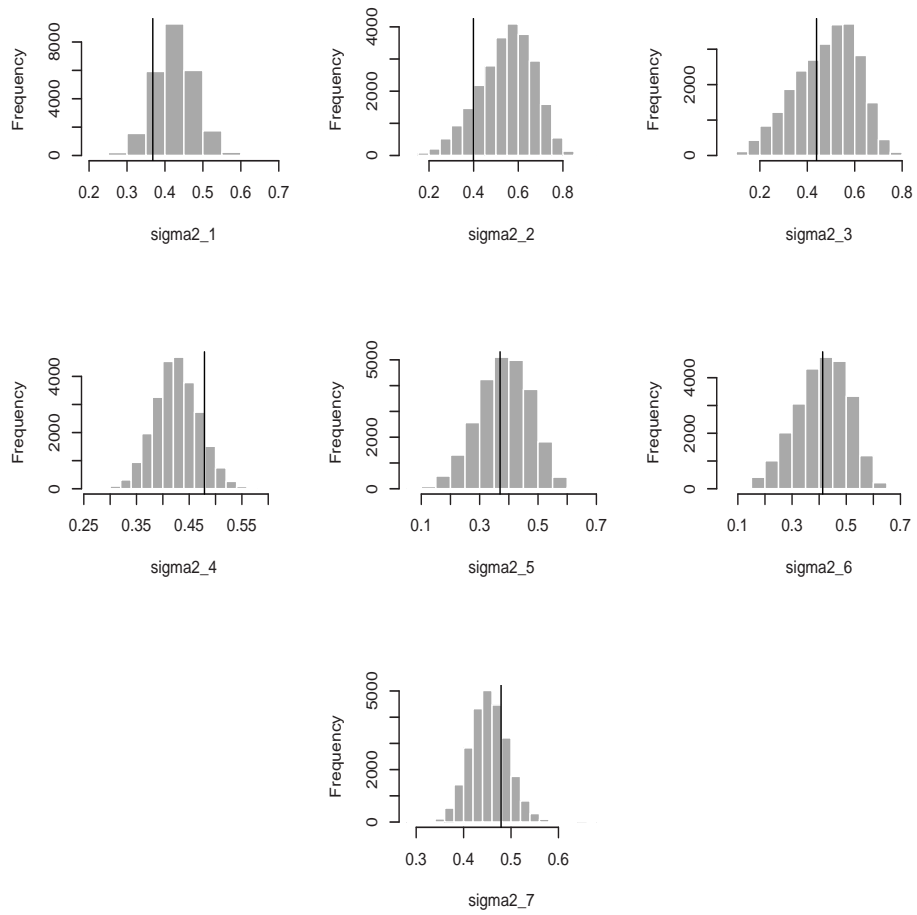 Frequency
0 4000 8000
0.2 0.3 0.4 0.5 0.6 0.7
sigma2_1
Frequency
0 2000 4000
0.2 0.4 0.6 0.8
sigma2_2
Frequency
0 2000
0.2 0.4 0.6 0.8
sigma2_3
Frequency
0 2000 4000
0.25 0.35 0.45 0.55
sigma2_4
Frequency
0 2000 5000
0.1 0.3 0.5 0.7
sigma2_5
Frequency
0 2000 4000
0.1 0.3 0.5 0.7
sigma2_6
Frequency
0 2000 5000
0.3 0.4 0.5 0.6
sigma2_7